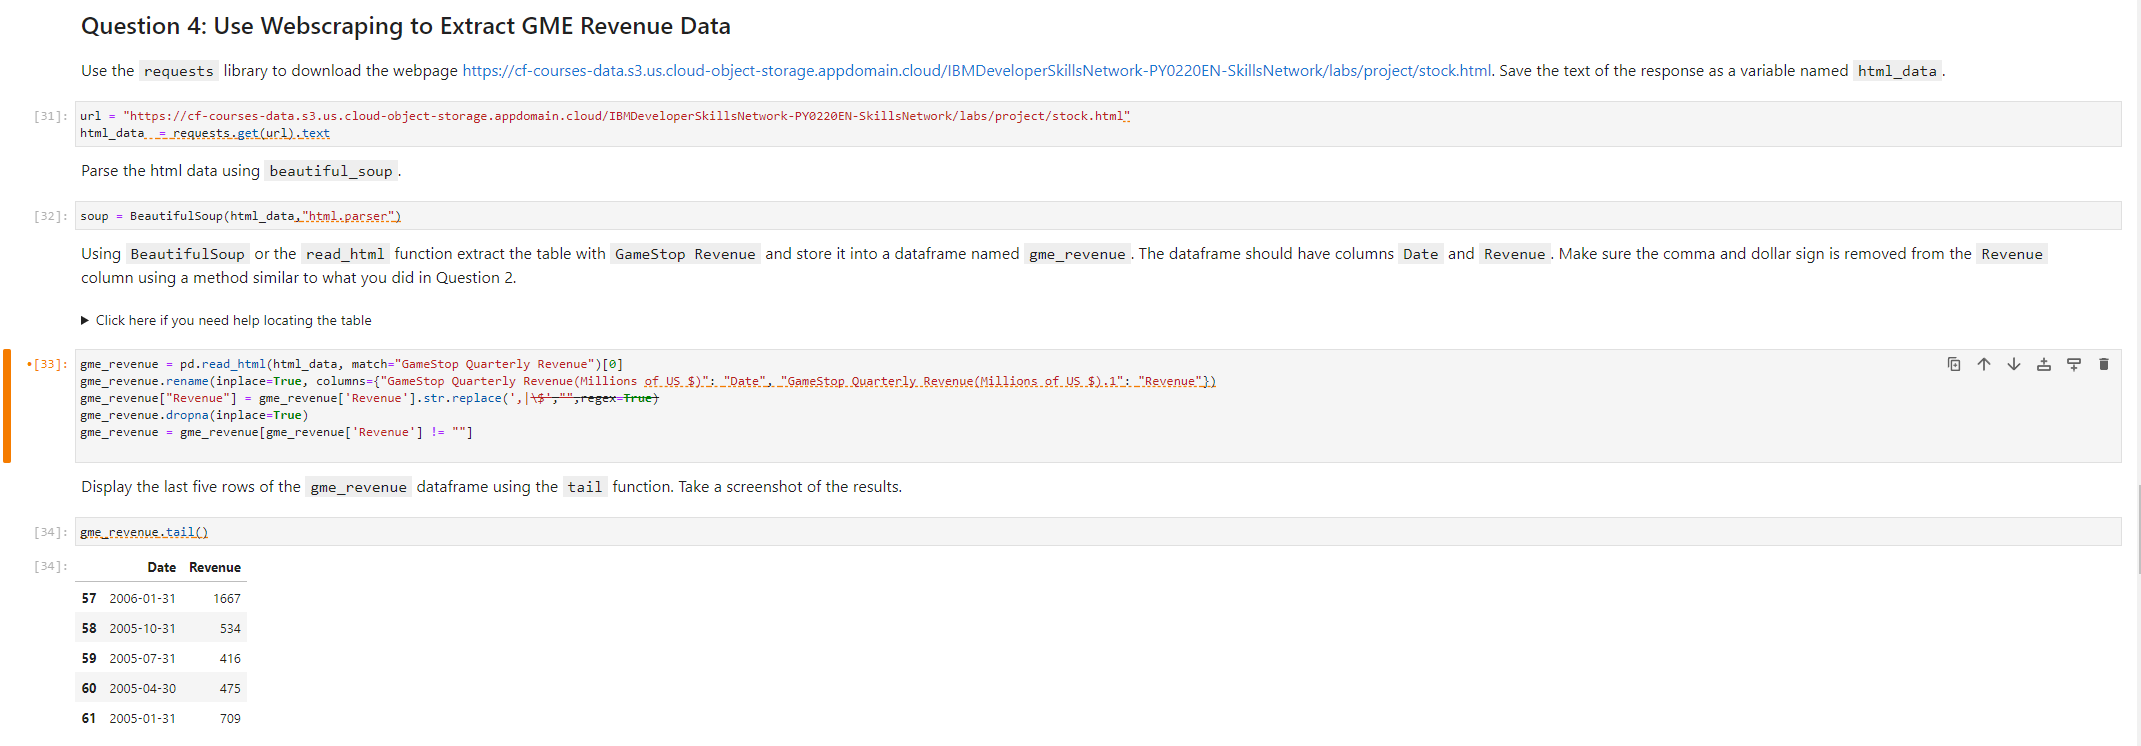 Question 4: Use Webscraping to Extract GME Revenue Data
Use the requests library to download the webpage https://cf-courses-data.s3.us.cloud-object-storage.appdomain.cloud/IBMDeveloperSkillsNetwork-PY0220EN-SkillsNetwork/labs/project/stock.html. Save the text of the response as a variable named html_data.
[31]: url = "https://cf-courses-data.s3.us.cloud-object-storage.appdomain.cloud/IBMDeveloperSkillsNetwork-PY0220EN-SkillsNetwork/labs/project/stock.html"
html_data  = requests.get(url).text
Parse the html data using beautiful_soup.
[32]: soup = BeautifulSoup(html_data,"html.parser")
Using BeautifulSoup or the read_html function extract the table with GameStop Revenue and store it into a dataframe named gme_revenue. The dataframe should have columns Date and Revenue. Make sure the comma and dollar sign is removed from the Revenue
column using a method similar to what you did in Question 2.
▶ Click here if you need help locating the table
•[33]: gme_revenue = pd.read_html(html_data, match="GameStop Quarterly Revenue")[0]
gme_revenue.rename(inplace=True, columns={"GameStop Quarterly Revenue(Millions of US $)": "Date", "GameStop Quarterly Revenue(Millions of US $).1": "Revenue"})
gme_revenue["Revenue"] = gme_revenue['Revenue'].str.replace(',|\$',"",regex=True)
gme_revenue.dropna(inplace=True)
gme_revenue = gme_revenue[gme_revenue['Revenue'] != ""]
Display the last five rows of the gme_revenue dataframe using the tail function. Take a screenshot of the results.
[34]: gme_revenue.tail()
[34]: Date Revenue
57 2006-01-31 1667
58 2005-10-31 534
59 2005-07-31 416
60 2005-04-30 475
61 2005-01-31 709